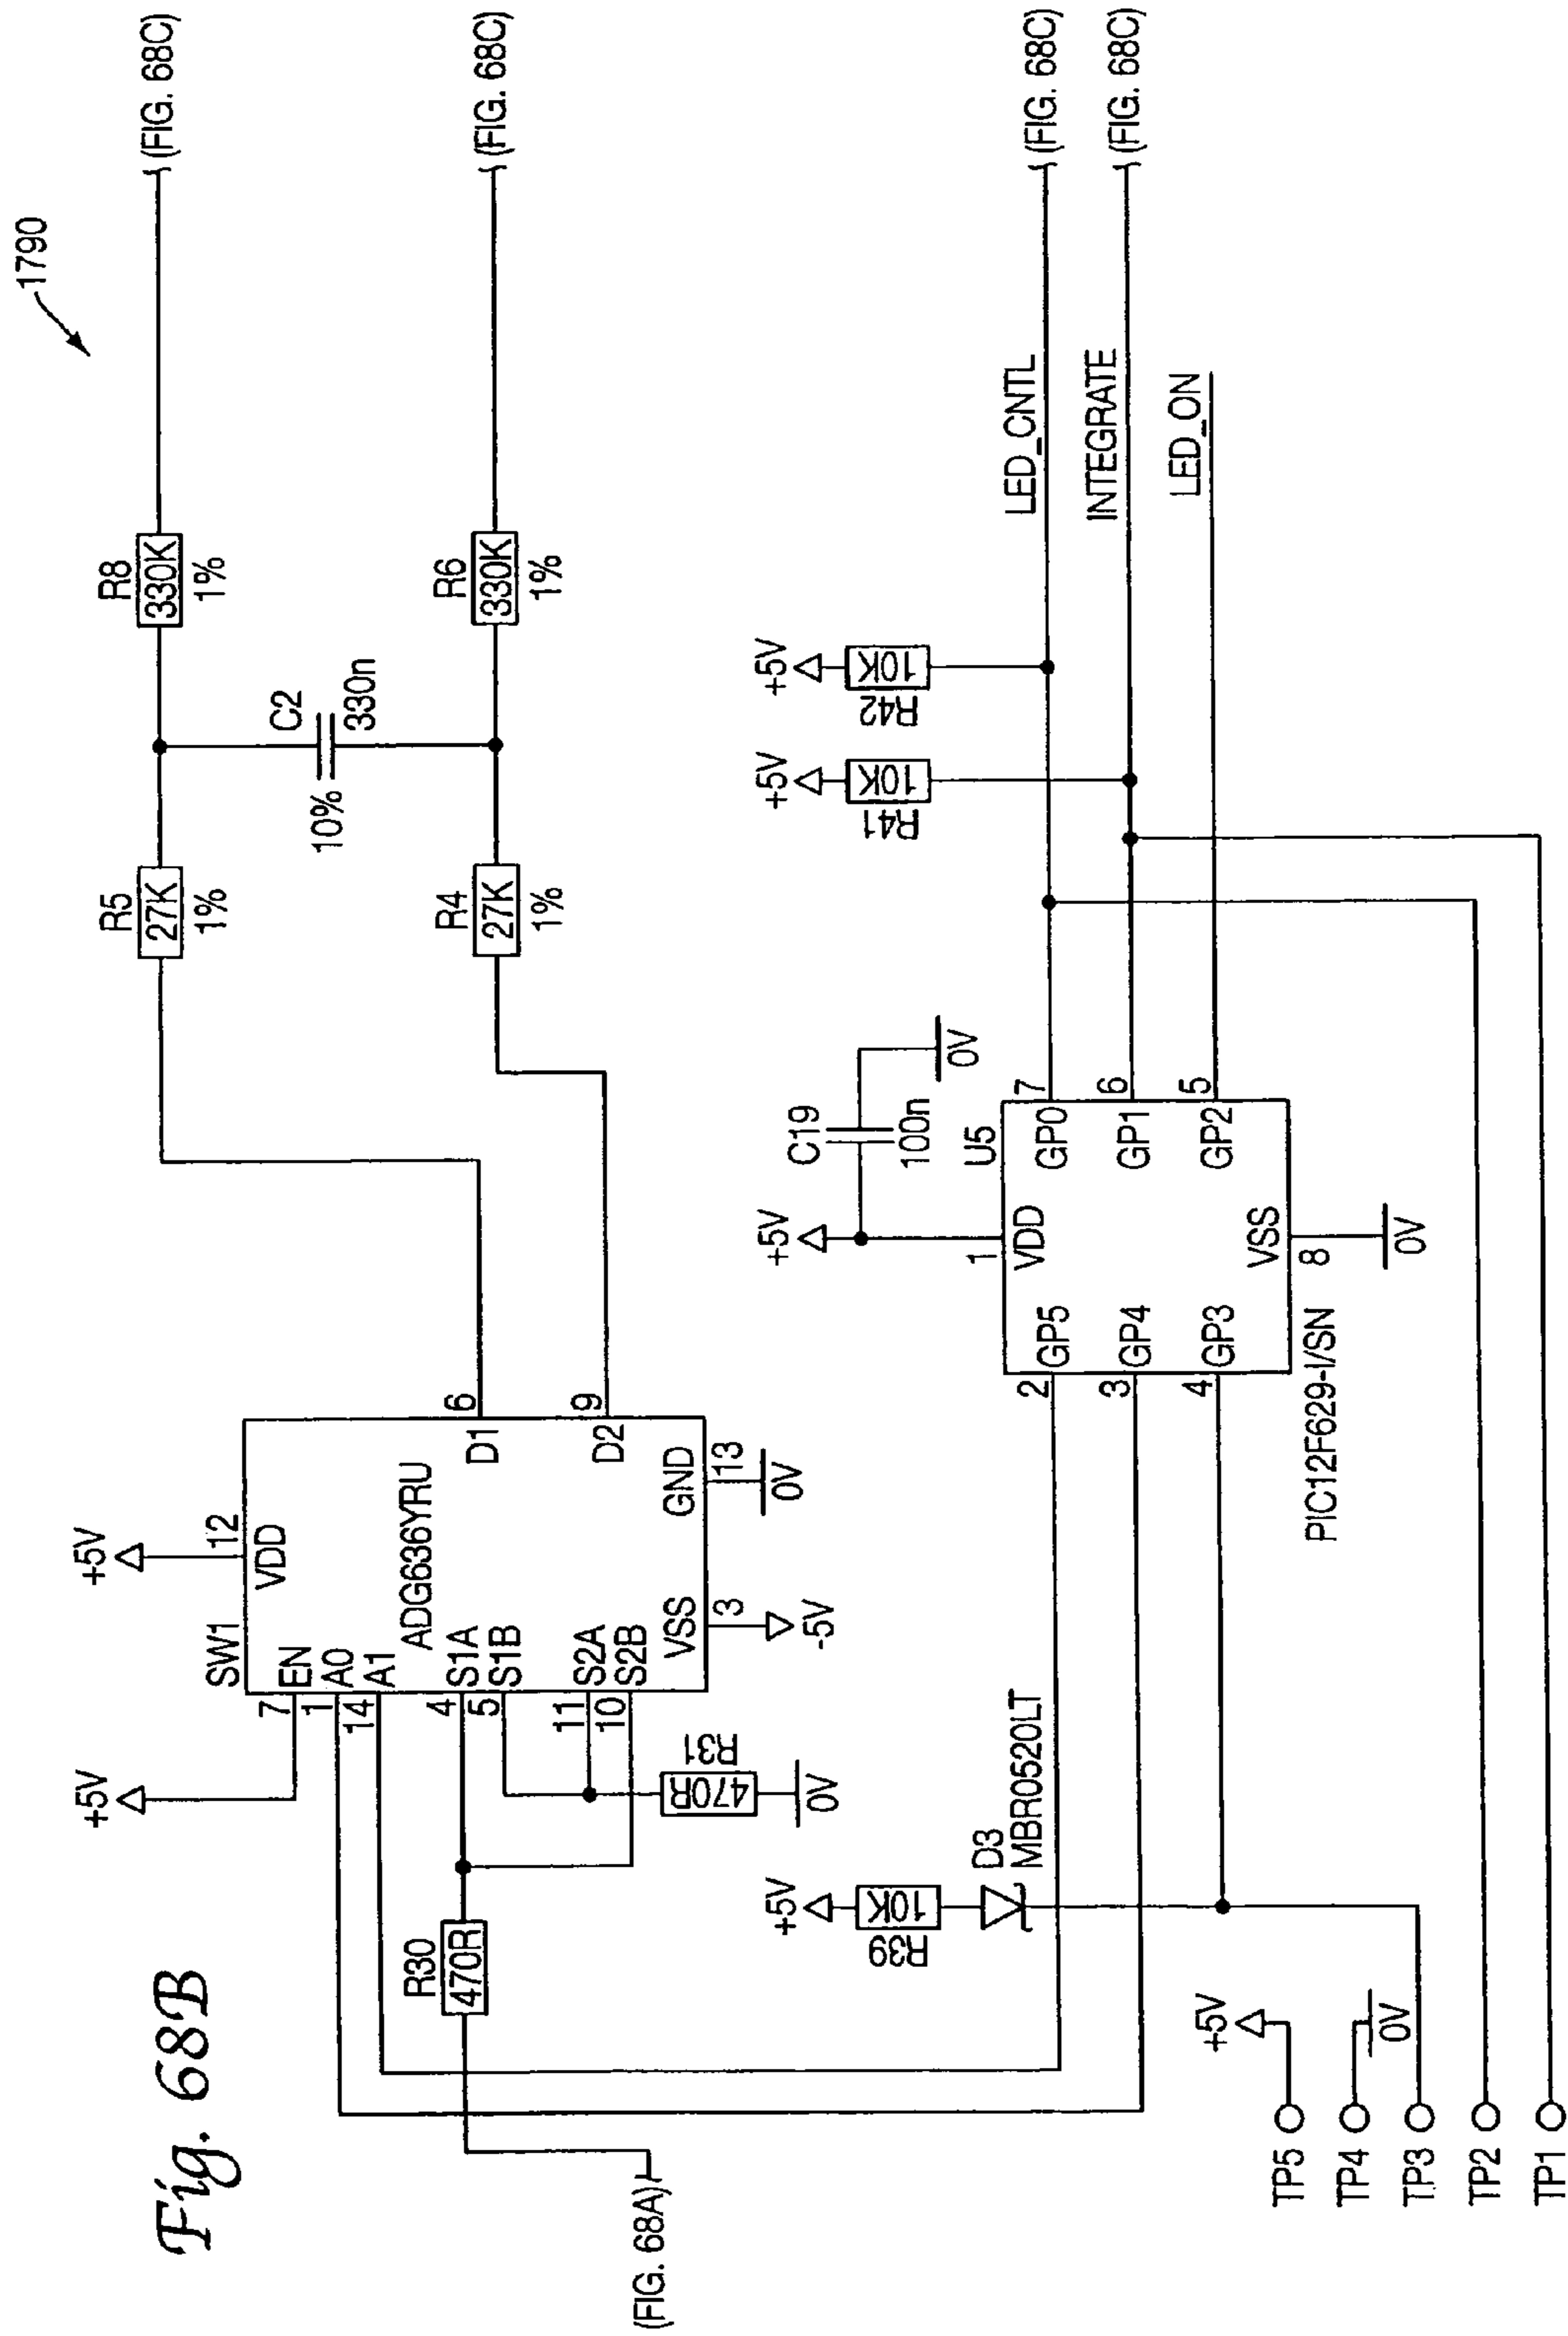 Fig. 68B
1790
(FIG. 68A)
R30
470R
+5V
+5V
SW1
7
EN
1
A0
14
A1
12
VDD
ADG636YRU
4
S1A
5
S1B
11
S2A
10
S2B
VSS
3
-5V
GND
13
0V
D1
6
D2
9
R31
470R
0V
R5
27K
1%
R4
27K
1%
C2
10%
330n
R8
330K
1%
R6
330K
1%
(FIG. 68C)
(FIG. 68C)
+5V
R39
10K
D3
MBR0520LT
+5V
C19
100n
0V
U5
1
VDD
2
GP5
3
GP4
4
GP3
GP0
7
GP1
6
GP2
5
VSS
8
0V
PIC12F629-I/SN
+5V
R41
10K
+5V
R42
10K
LED_CNTL
INTEGRATE
LED_ON
(FIG. 68C)
(FIG. 68C)
+5V
0V
TP5
TP4
TP3
TP2
TP1